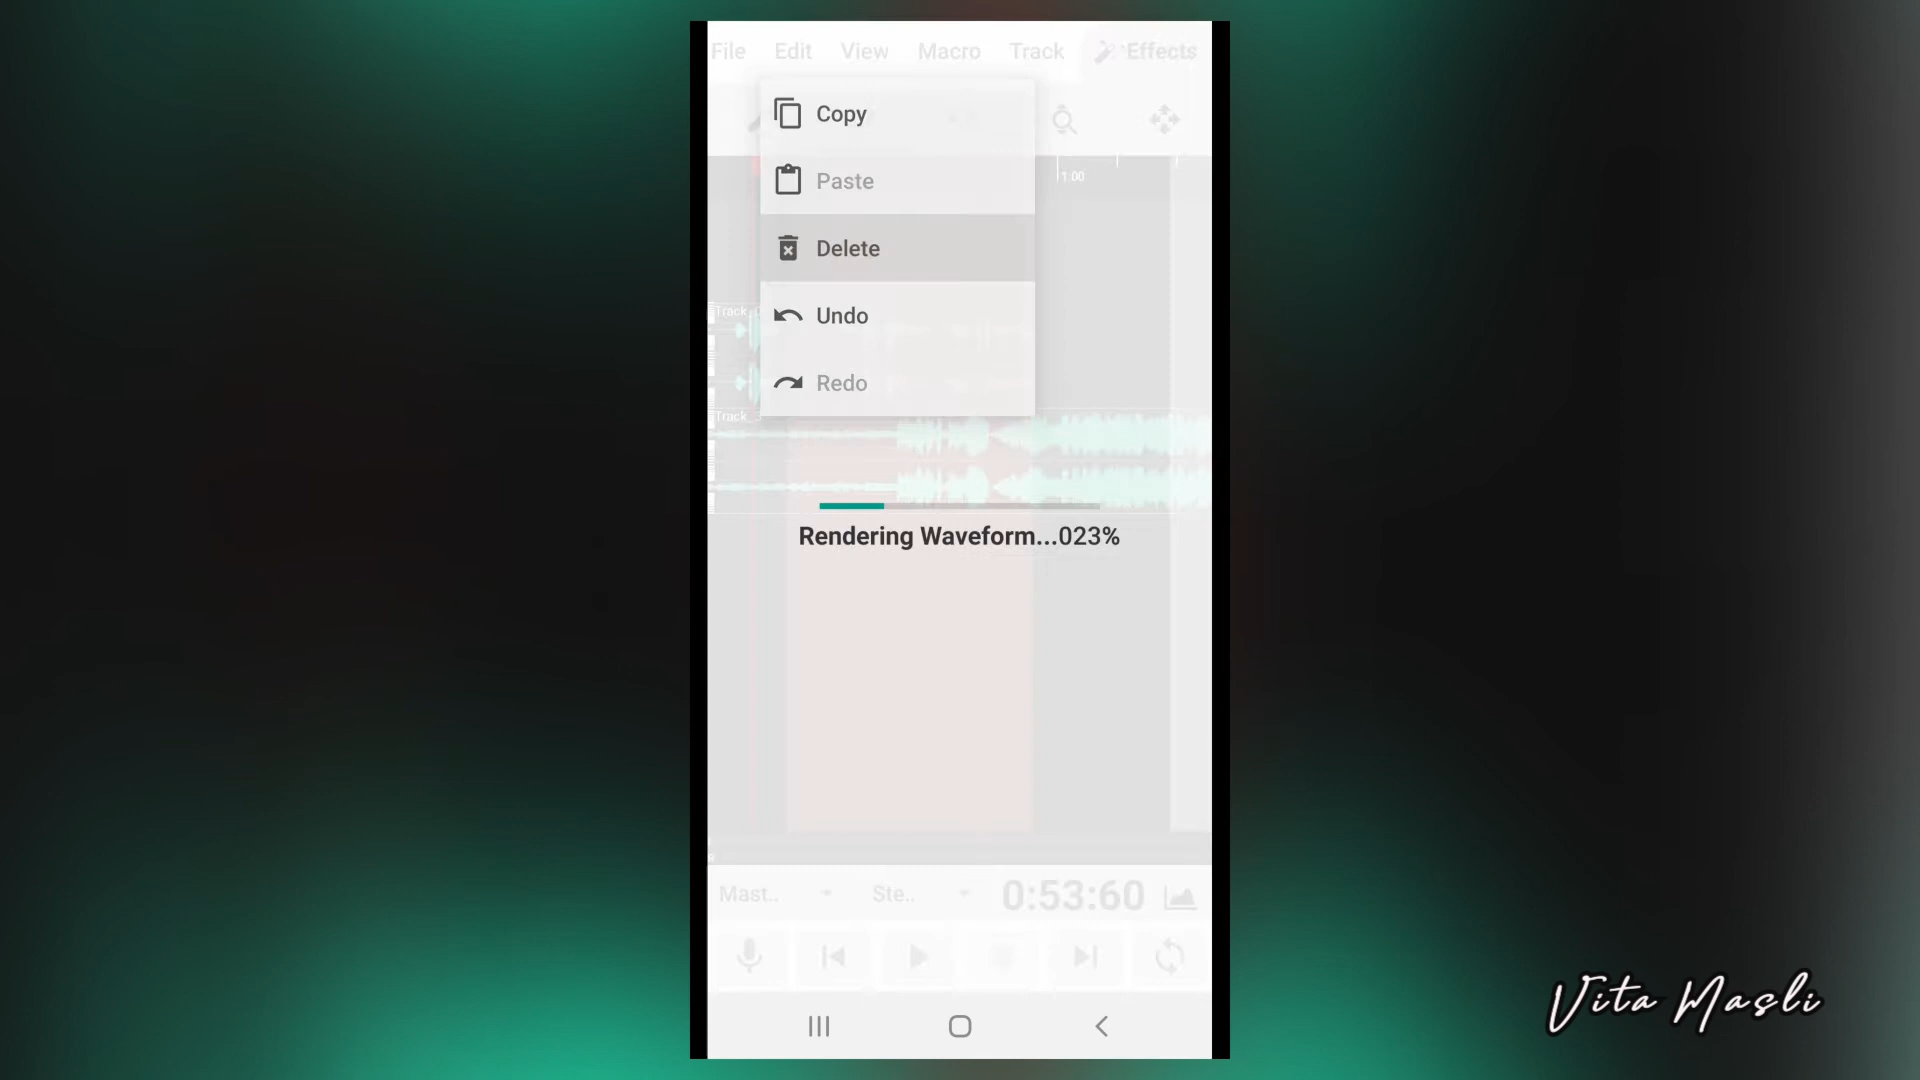 File Edit View Macro Track Effects
Copy
1:00
Paste
Delete
Track
Undo
Redo
Track
Rendering Waveform...023%
Mast.. Ste.. 0:53:60
Vita Masli